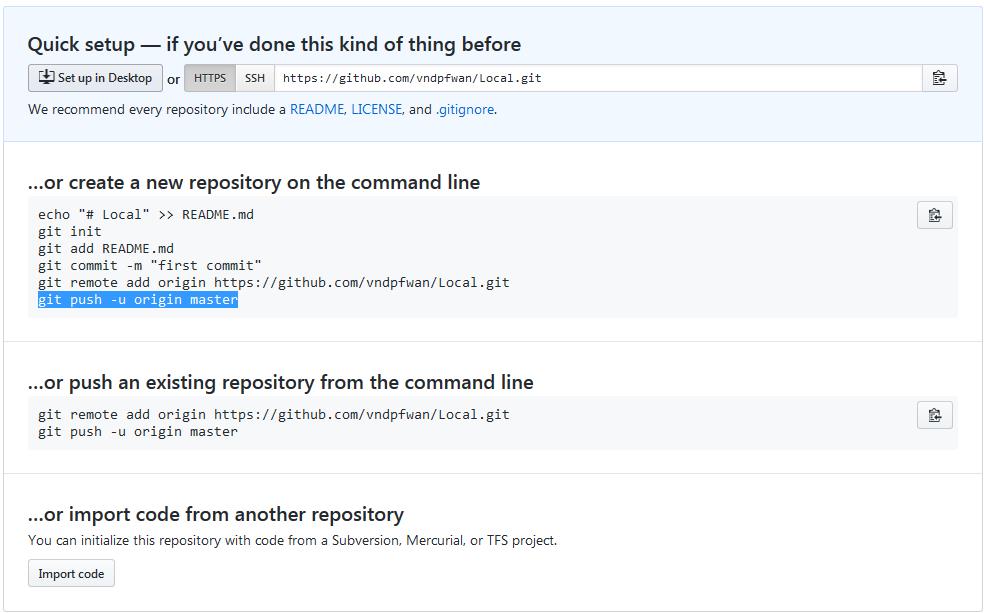 Quick setup — if you’ve done this kind of thing before
Set up in Desktop or HTTPS SSH https://github.com/vndpfwan/Local.git
We recommend every repository include a README, LICENSE, and .gitignore.
…or create a new repository on the command line
echo "# Local" >> README.md
git init
git add README.md
git commit -m "first commit"
git remote add origin https://github.com/vndpfwan/Local.git
git push -u origin master
…or push an existing repository from the command line
git remote add origin https://github.com/vndpfwan/Local.git
git push -u origin master
…or import code from another repository
You can initialize this repository with code from a Subversion, Mercurial, or TFS project.
Import code